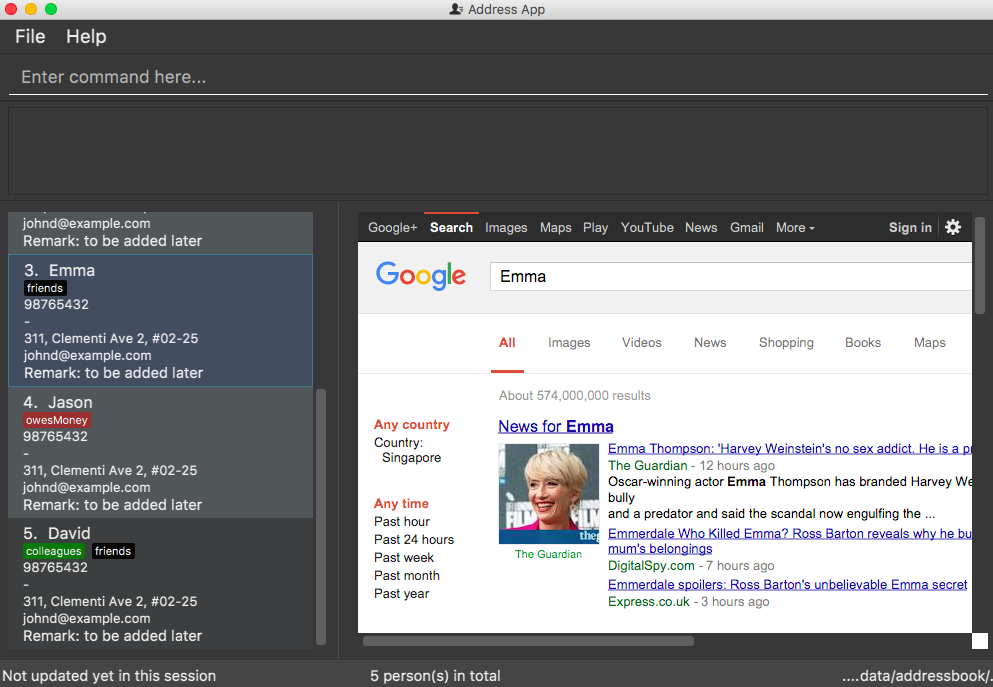 Address App
File Help
Enter command here...
johnd@example.com
Remark: to be added later
3. Emma
friends
98765432
-
311, Clementi Ave 2, #02-25
johnd@example.com
Remark: to be added later
4. Jason
owesMoney
98765432
-
311, Clementi Ave 2, #02-25
johnd@example.com
Remark: to be added later
5. David
colleagues friends
98765432
-
311, Clementi Ave 2, #02-25
johnd@example.com
Remark: to be added later
Google+ Search Images Maps Play YouTube News Gmail More Sign in
Google Emma
All Images Videos News Shopping Books Maps
About 574,000,000 results
Any country
Country:
Singapore
Any time
Past hour
Past 24 hours
Past week
Past month
Past year
News for Emma
FILM FILM
the
The Guardian
Emma Thompson: 'Harvey Weinstein's no sex addict. He is a
The Guardian - 12 hours ago
Oscar-winning actor Emma Thompson has branded Harvey
bully
and a predator and said the scandal now engulfing the ...
Emmerdale Who Killed Emma? Ross Barton reveals why he
mum's belongings
DigitalSpy.com - 7 hours ago
Emmerdale spoilers: Ross Barton's unbelievable Emma secret
Express.co.uk - 3 hours ago
Not updated yet in this session
5 person(s) in total
....data/addressbook/.